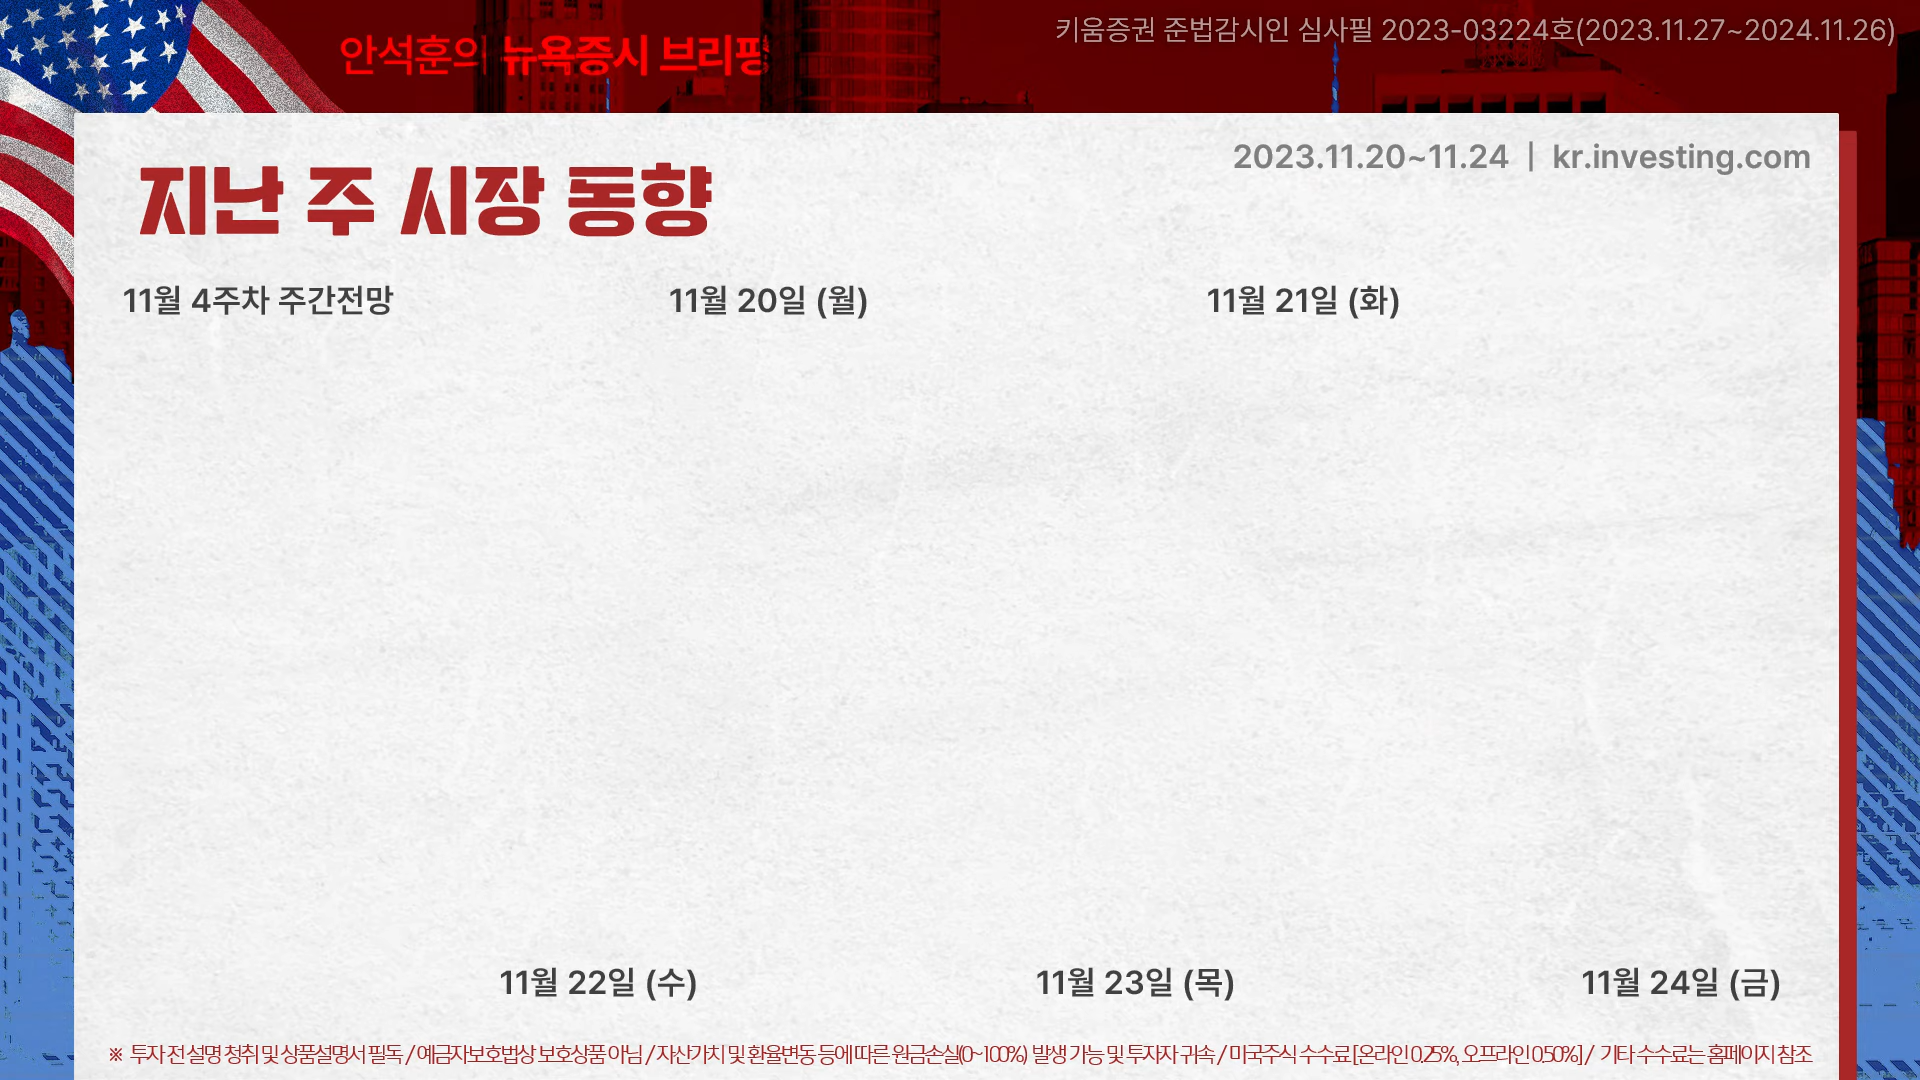 안석훈의 뉴욕증시 브리핑
키움증권 준법감시인 심사필 2023-03224호(2023.11.27~2024.11.26)
2023.11.20~11.24 | kr.investing.com
지난 주 시장 동향
11월 4주차 주간전망
11월 20일 (월)
11월 21일 (화)
11월 22일 (수)
11월 23일 (목)
11월 24일 (금)
※ 투자 전 설명 청취 및 상품설명서 필독 / 예금자보호법상 보호상품 아님 / 자산가치 및 환율변동 등에 따른 원금손실(0~100%) 발생 가능 및 투자자 귀속 / 미국주식 수수료 [온라인 0.25%, 오프라인 0.50%] / 기타 수수료는 홈페이지 참조